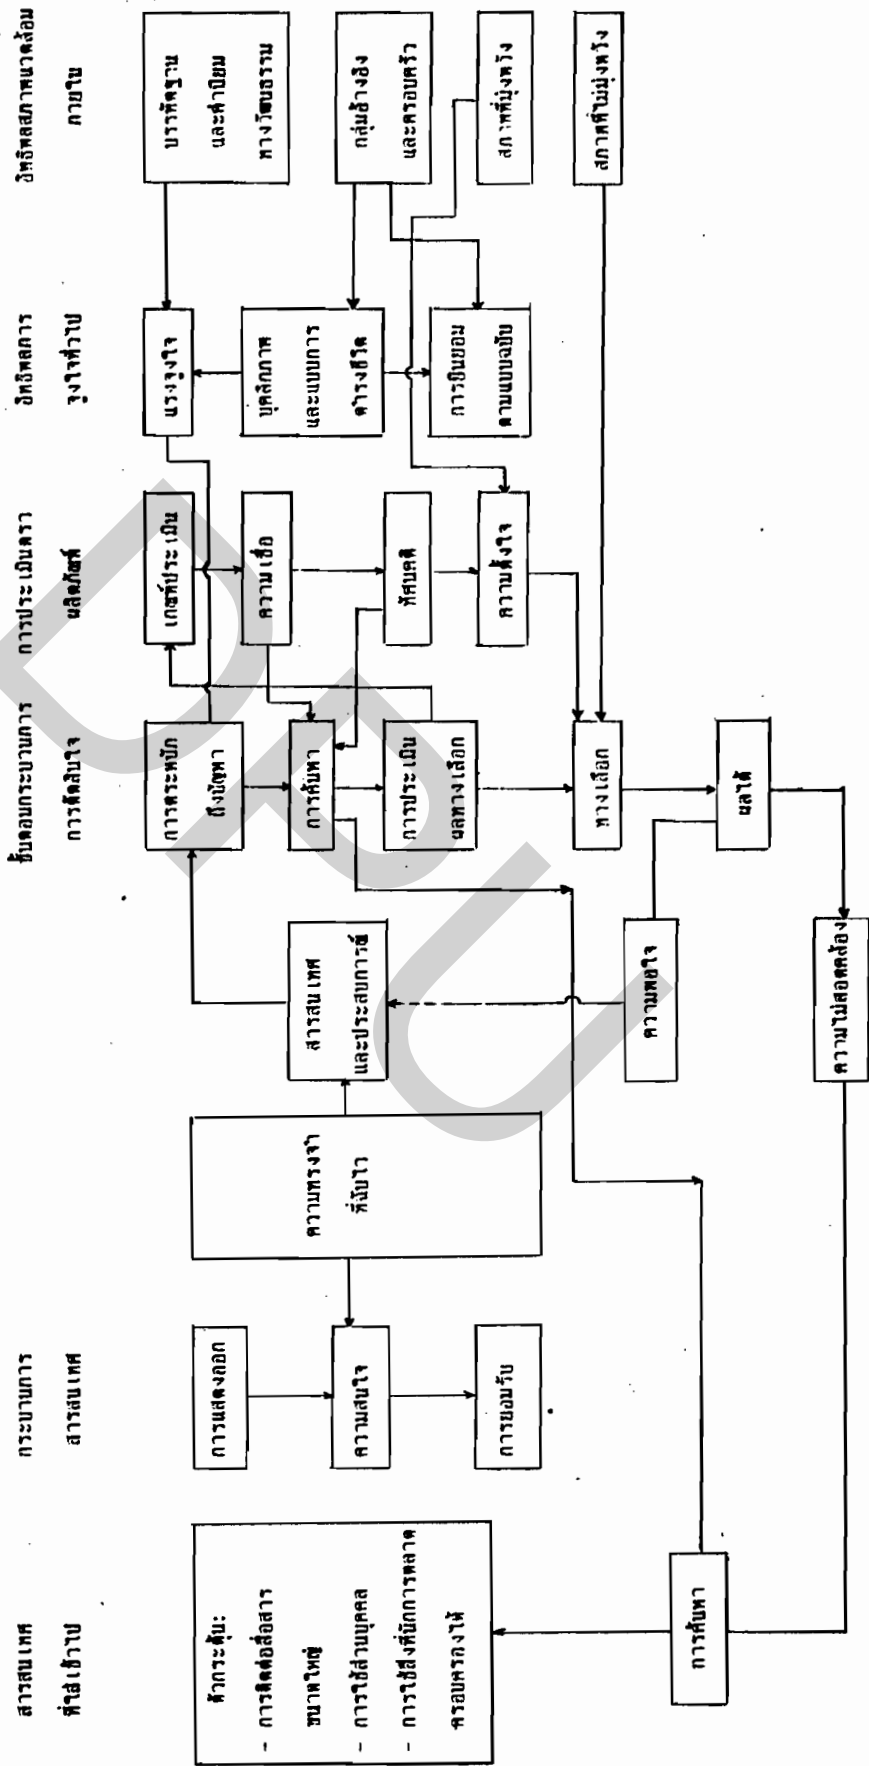 สารสนเทศ
ที่ใส่เข้าไป
กระบวนการ
สารสนเทศ
ขั้นตอนกระบวนการ
การตัดสินใจ
การประเมินตรา
ผลิตภัณฑ์
อิทธิพลการ
จูงใจทั่วไป
อิทธิพลสภาพแวดล้อม
ภายใน
ตัวกระตุ้น:
- การติดต่อสื่อสาร
ขนาดใหญ่
- การใช้ส่วนบุคคล
- การใช้สิ่งที่นักการตลาด
ครอบครองให้
การค้นหา
การแสดงออก
ความสนใจ
การยอมรับ
ความทรงจำ
ที่ฉับไว
สารสนเทศ
และประสบการณ์
ความพอใจ
ความไม่สอดคล้อง
การตระหนัก
ถึงปัญหา
การค้นหา
การประเมิน
ผลทางเลือก
ทางเลือก
ผลได้
เกณฑ์ประเมิน
ความเชื่อ
ทัศนคติ
ความตั้งใจ
แรงจูงใจ
บุคลิกภาพ
และแบบการ
ดำรงชีวิต
การยินยอม
ตามแบบฉบับ
บรรทัดฐาน
และค่านิยม
ทางวัฒนธรรม
กลุ่มอ้างอิง
และครอบครัว
สภาพที่มุ่งหวัง
สภาพที่ไม่มุ่งหวัง
DPU